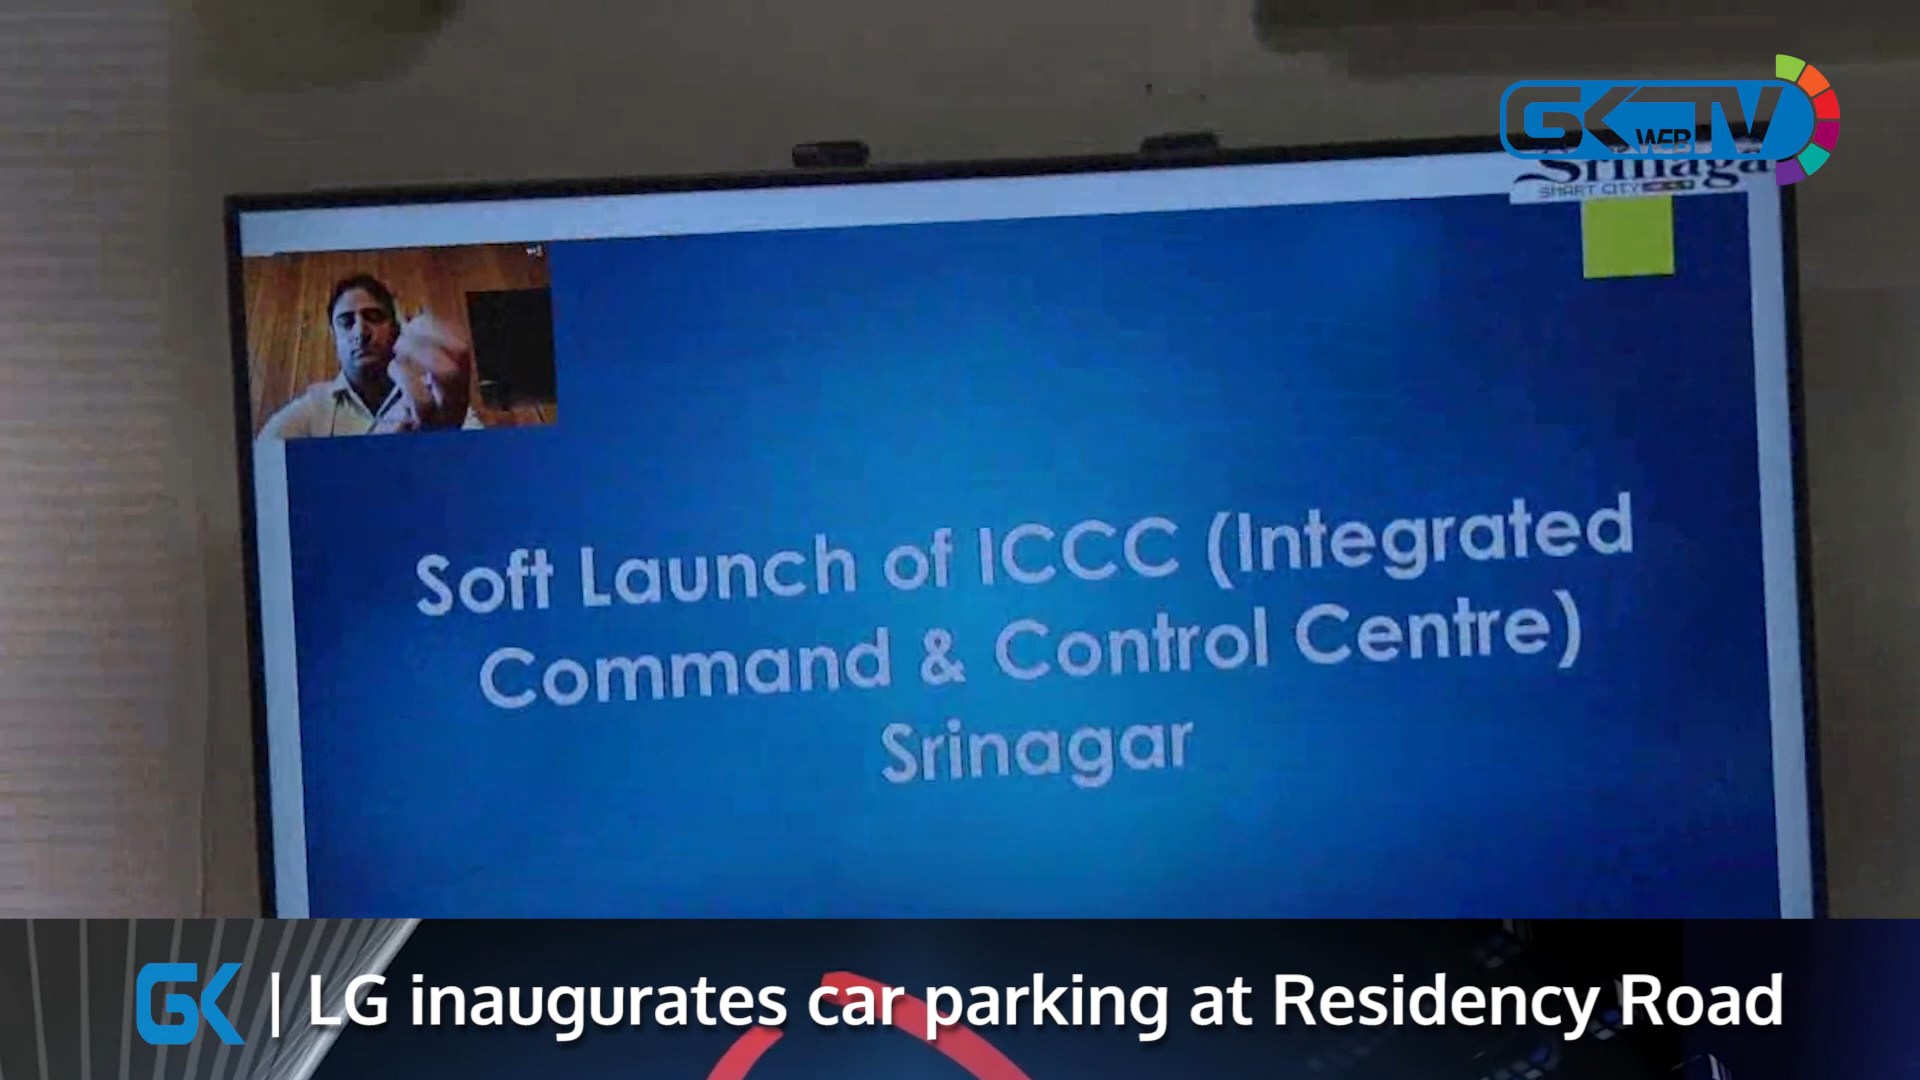 GK WEB TV
Srinaga
SMART CITY
Soft Launch of ICCC (Integrated
Command & Control Centre)
Srinagar
GK | LG inaugurates car parking at Residency Road